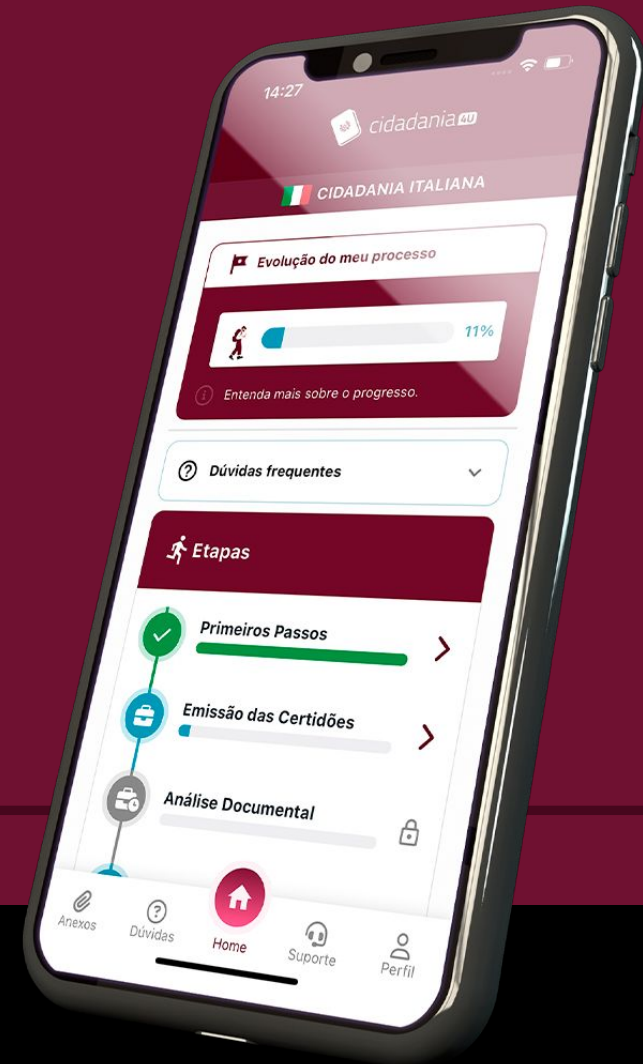 14:27
cidadania4U
CIDADANIA ITALIANA
Evolução do meu processo
11%
Entenda mais sobre o progresso.
Dúvidas frequentes
Etapas
Primeiros Passos
Emissão das Certidões
Análise Documental
Anexos
Dúvidas
Home
Suporte
Perfil